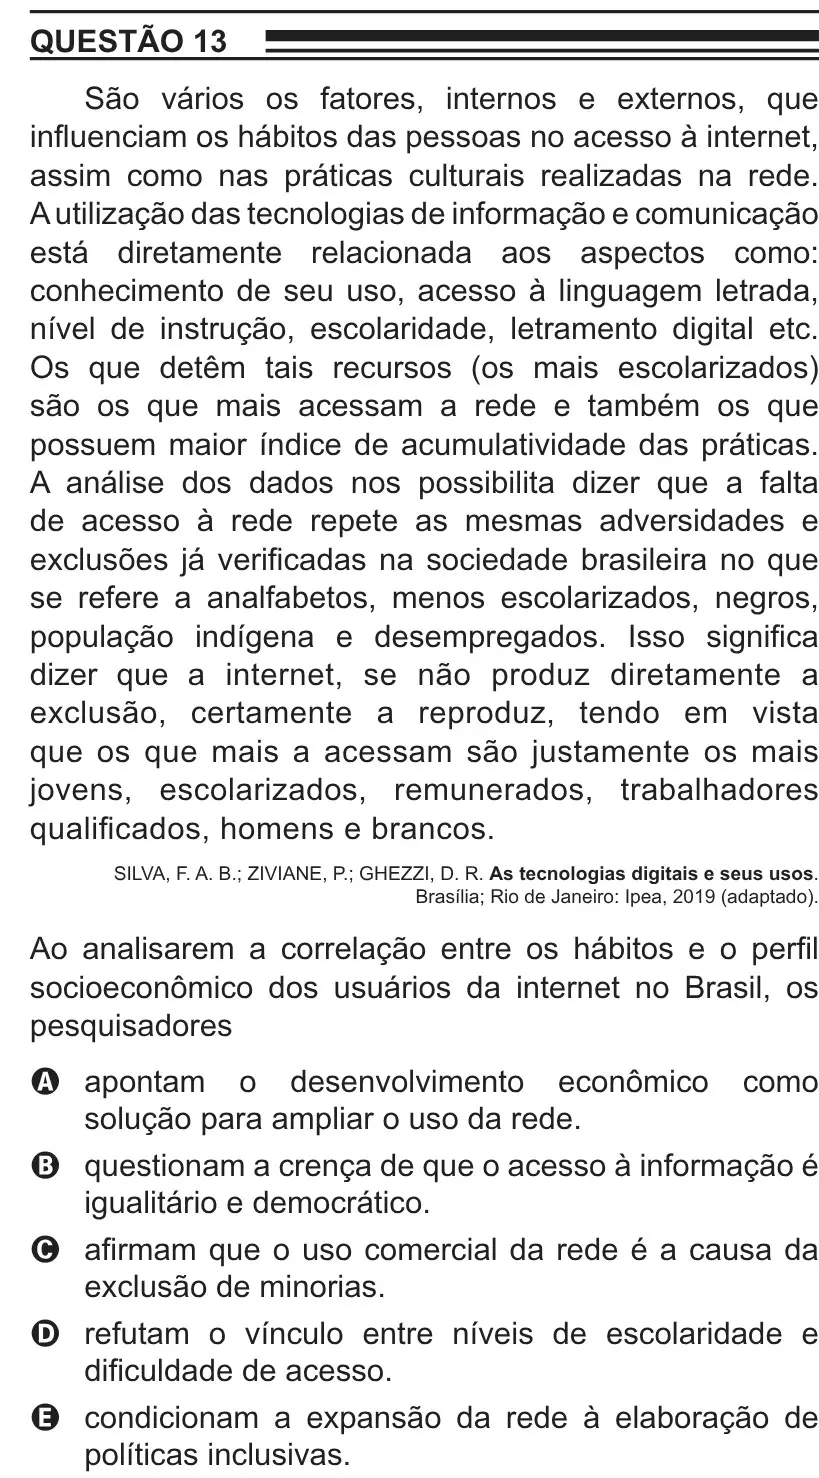 QUESTÃO 13
São vários os fatores, internos e externos, que
influenciam os hábitos das pessoas no acesso à internet,
assim como nas práticas culturais realizadas na rede.
A utilização das tecnologias de informação e comunicação
está diretamente relacionada aos aspectos como:
conhecimento de seu uso, acesso à linguagem letrada,
nível de instrução, escolaridade, letramento digital etc.
Os que detêm tais recursos (os mais escolarizados)
são os que mais acessam a rede e também os que
possuem maior índice de acumulatividade das práticas.
A análise dos dados nos possibilita dizer que a falta
de acesso à rede repete as mesmas adversidades e
exclusões já verificadas na sociedade brasileira no que
se refere a analfabetos, menos escolarizados, negros,
população indígena e desempregados. Isso significa
dizer que a internet, se não produz diretamente a
exclusão, certamente a reproduz, tendo em vista
que os que mais a acessam são justamente os mais
jovens, escolarizados, remunerados, trabalhadores
qualificados, homens e brancos.
SILVA, F. A. B.; ZIVIANE, P.; GHEZZI, D. R. As tecnologias digitais e seus usos.
Brasília; Rio de Janeiro: Ipea, 2019 (adaptado).
Ao analisarem a correlação entre os hábitos e o perfil
socioeconômico dos usuários da internet no Brasil, os
pesquisadores
A apontam o desenvolvimento econômico como
solução para ampliar o uso da rede.
B questionam a crença de que o acesso à informação é
igualitário e democrático.
C afirmam que o uso comercial da rede é a causa da
exclusão de minorias.
D refutam o vínculo entre níveis de escolaridade e
dificuldade de acesso.
E condicionam a expansão da rede à elaboração de
políticas inclusivas.